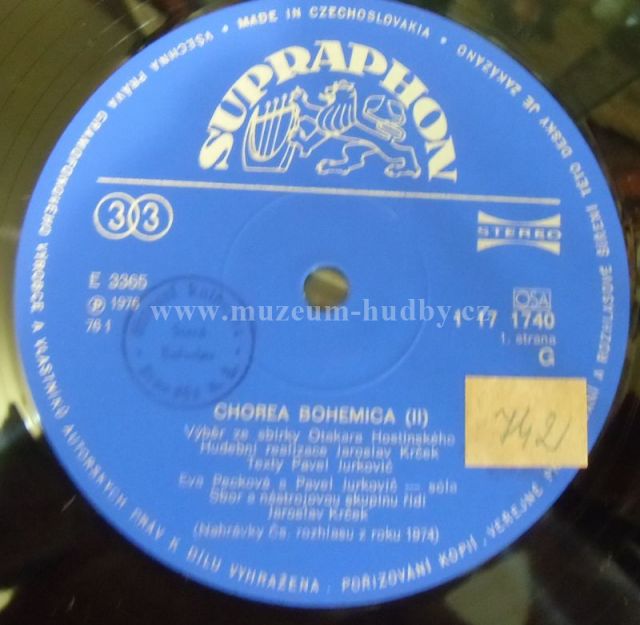 MADE IN CZECHOSLOVAKIA • VŠECHNA PRÁVA GRAMOFONOVÉHO VÝROBCE A VLASTNÍKŮ AUTORSKÝCH PRÁV K DÍLU VYHRAŽENA. POŘIZOVÁNÍ KOPIÍ, VEŘEJNÉ
A ROZHLASOVÉ ŠÍŘENÍ TÉTO DESKY JE ZAKÁZÁNO •
SUPRAPHON
33
STEREO
E 3365
Ⓟ 1976
76 1
www.muzeum-hudby.cz
OSA
1 17 1740
1. strana
G
742
CHOREA BOHEMICA (II)
Výběr ze sbírky Otakara Hostinského
Hudební realizace Jaroslav Krček
Texty Pavel Jurkovič
Eva Pecková a Pavel Jurkovič — sólo
Sbor a nástrojovou skupinu řídí
Jaroslav Krček
(Nahrávky Čs. rozhlasu z roku 1974)